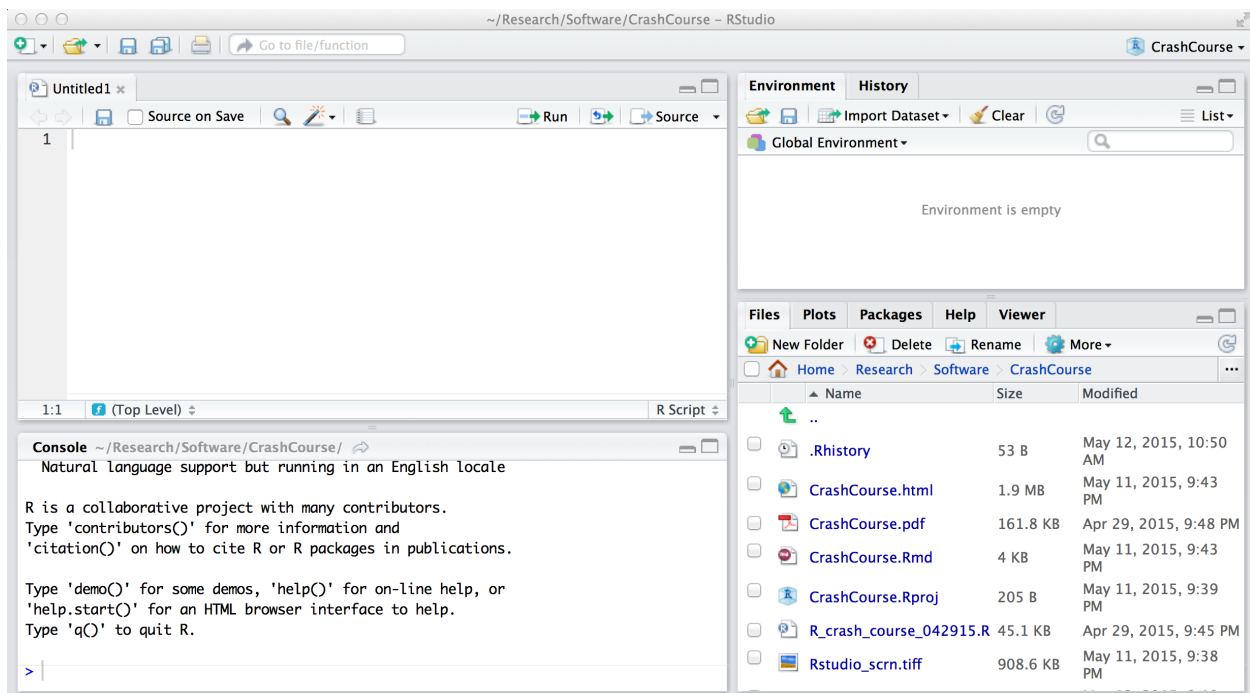 ~/Research/Software/CrashCourse – RStudio
Go to file/function
CrashCourse
Untitled1
Source on Save
Run
Source
1
1:1
(Top Level)
R Script
Console ~/Research/Software/CrashCourse/
Natural language support but running in an English locale
R is a collaborative project with many contributors.
Type 'contributors()' for more information and
'citation()' on how to cite R or R packages in publications.
Type 'demo()' for some demos, 'help()' for on-line help, or
'help.start()' for an HTML browser interface to help.
Type 'q()' to quit R.
>
Environment History
Import Dataset Clear List
Global Environment
Environment is empty
Files Plots Packages Help Viewer
New Folder Delete Rename More
Home Research Software CrashCourse ...
Name Size Modified
..
.Rhistory 53 B May 12, 2015, 10:50
AM
CrashCourse.html 1.9 MB May 11, 2015, 9:43
PM
CrashCourse.pdf 161.8 KB Apr 29, 2015, 9:48 PM
CrashCourse.Rmd 4 KB May 11, 2015, 9:43
PM
CrashCourse.Rproj 205 B May 11, 2015, 9:39
PM
R_crash_course_042915.R 45.1 KB Apr 29, 2015, 9:45 PM
Rstudio_scrn.tiff 908.6 KB May 11, 2015, 9:38
PM